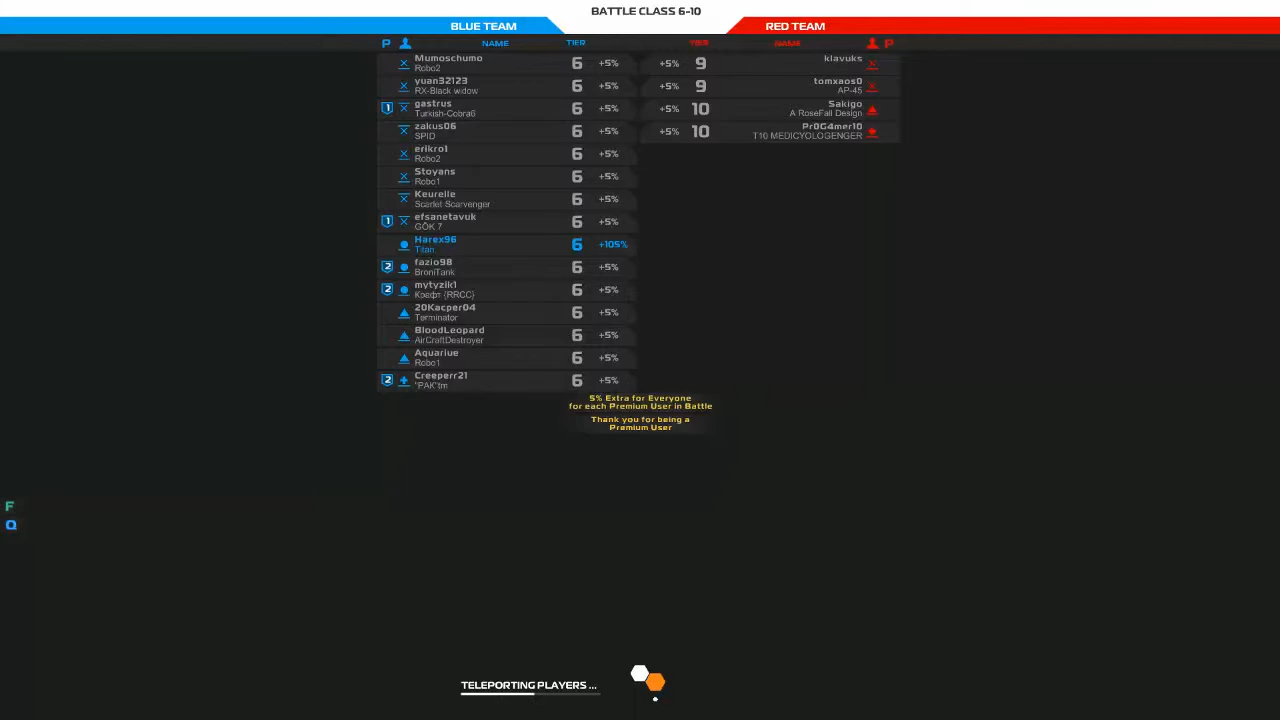 BATTLE CLASS 6-10
BLUE TEAM RED TEAM
P NAME TIER TIER NAME P
Mumoschumo 6 +5% +5% 9 klavuks
Robo2
yuan32123 6 +5% +5% 9 tomxaos0
RX-Black widow AP-45
1 gastrus 6 +5% +5% 10 Sakigo
Turkish-Cobra6 A RoseFall Design
zakus06 6 +5% +5% 10 Pr0G4mer10
SPID T10 MEDICYOLOGENGER
erikro1 6 +5%
Robo2
Stoyans 6 +5%
Robo1
Keurelle 6 +5%
Scarlet Scarvenger
1 efsanetavuk 6 +5%
GÖK 7
Harex96 6 +105%
Titan
2 fazio98 6 +5%
BroniTank
2 mytyzik1 6 +5%
Крафт (RRCC)
20Kacper04 6 +5%
Terminator
BloodLeopard 6 +5%
AirCraftDestroyer
Aquariue 6 +5%
Robo1
2 Creeperr21 6 +5%
"PAK"tm
5% Extra for Everyone
for each Premium User in Battle
Thank you for being a
Premium User
F
Q
TELEPORTING PLAYERS ...